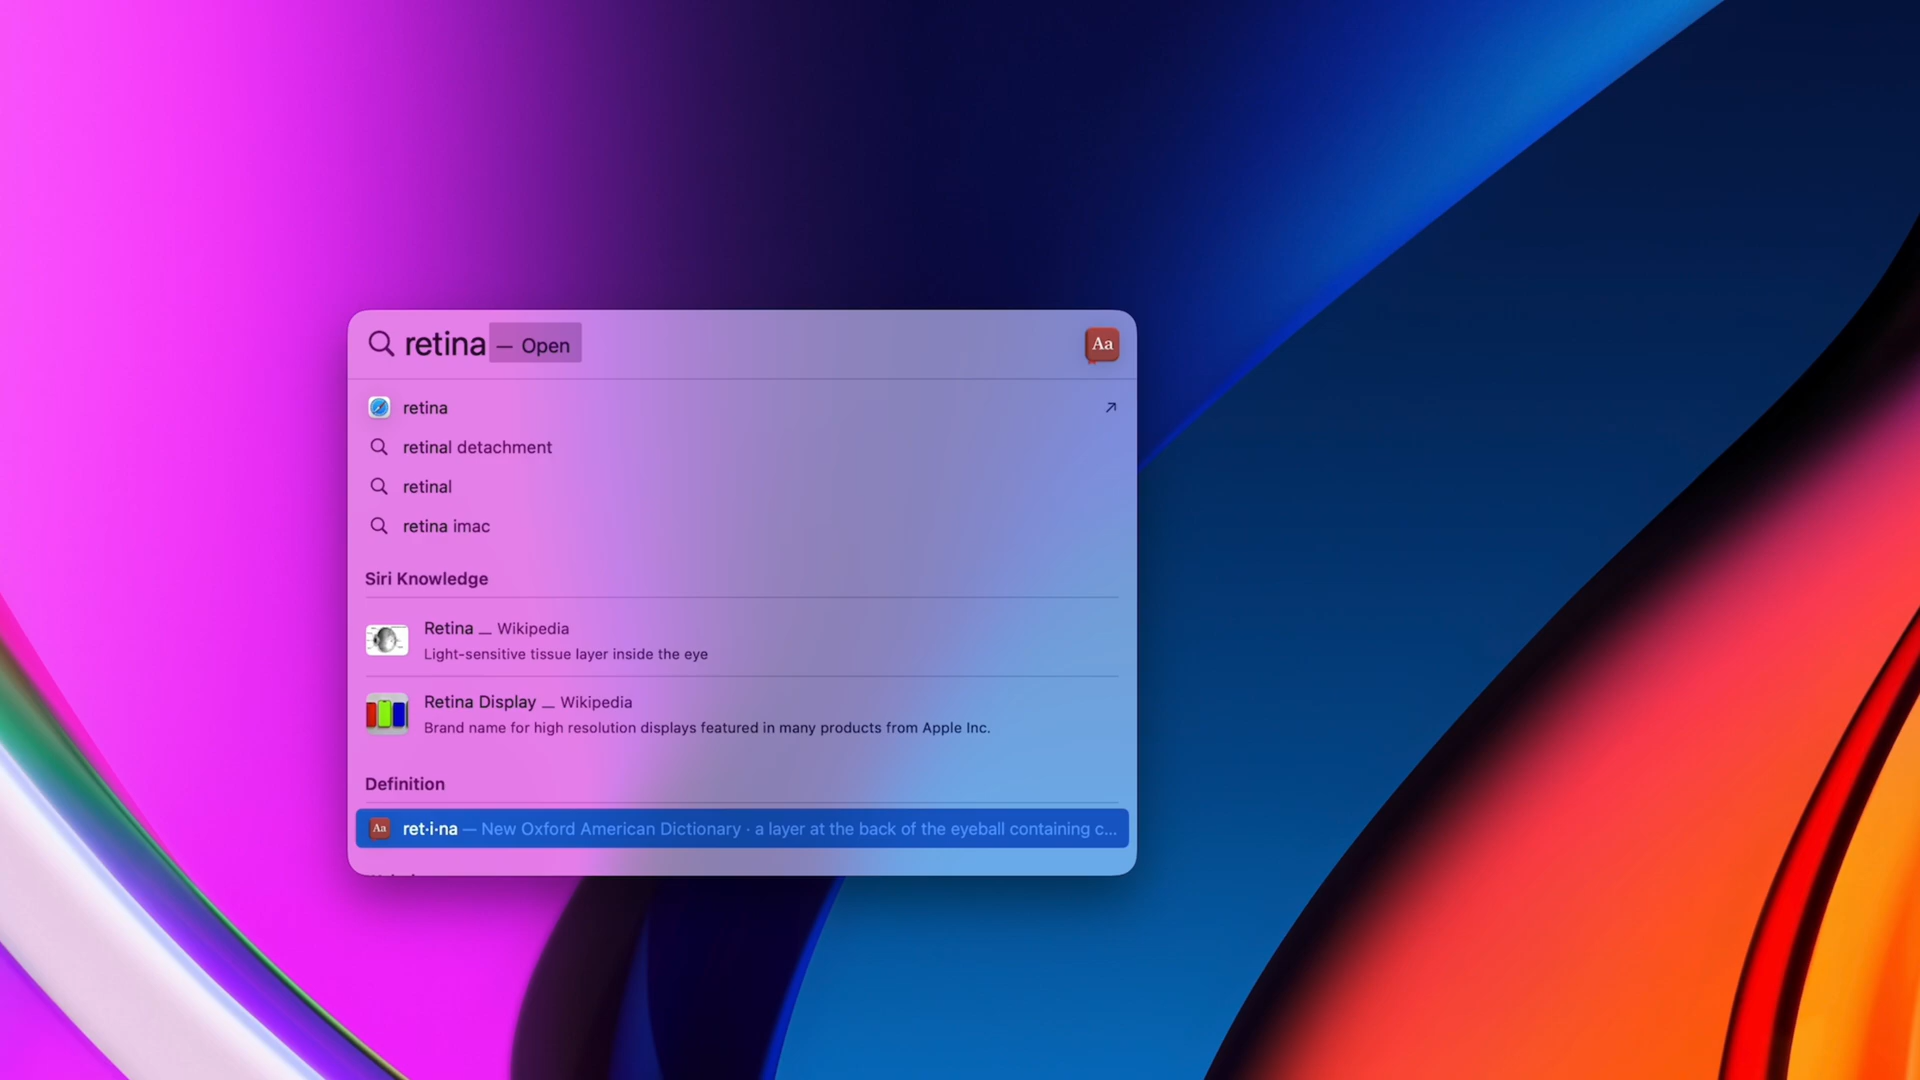 retina — Open
Aa
retina
retinal detachment
retinal
retina imac
Siri Knowledge
Retina — Wikipedia
Light-sensitive tissue layer inside the eye
Retina Display — Wikipedia
Brand name for high resolution displays featured in many products from Apple Inc.
Definition
Aa ret·i·na — New Oxford American Dictionary · a layer at the back of the eyeball containing c...